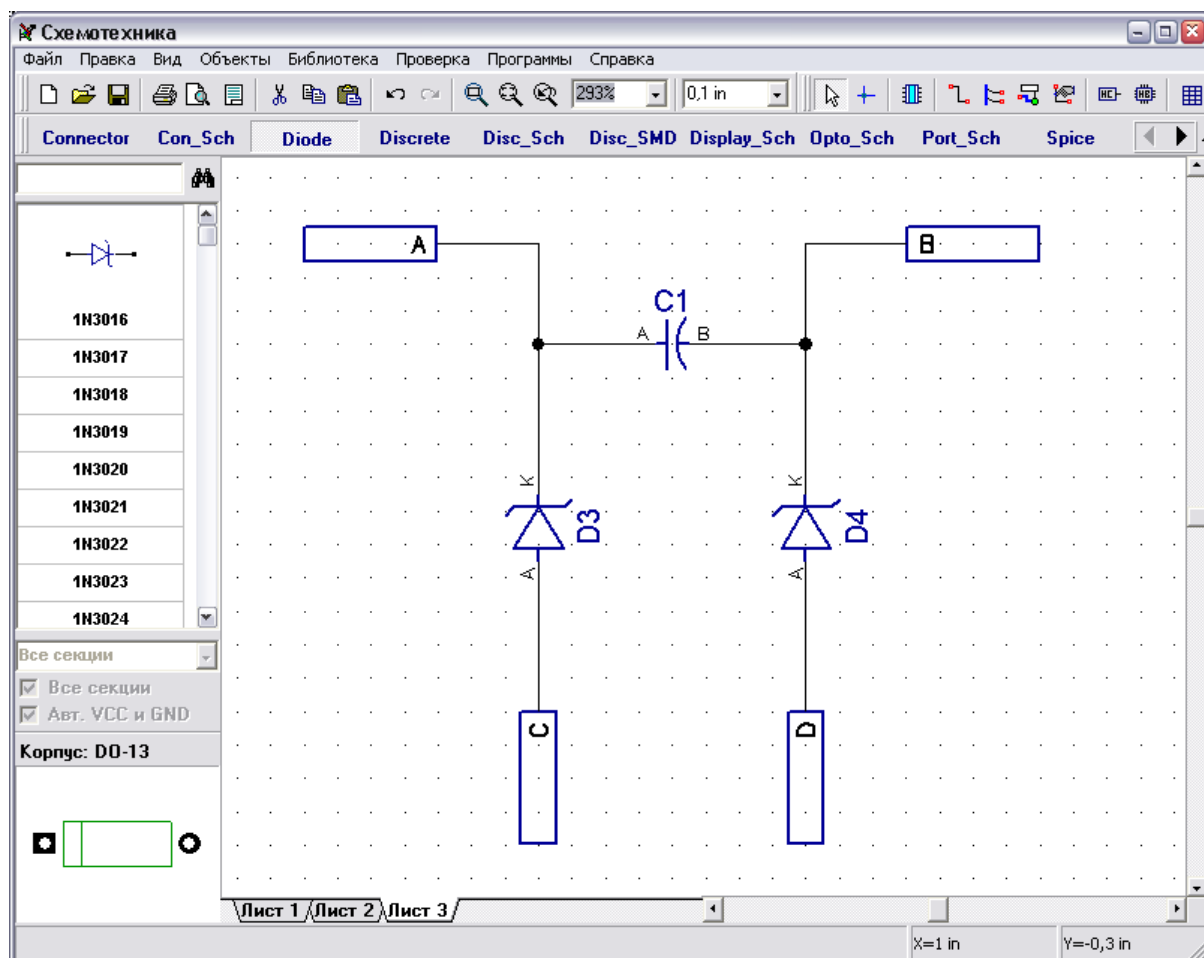 Схемотехника
Файл Правка Вид Объекты Библиотека Проверка Программы Справка
293% 0,1 in
Connector Con_Sch Diode Discrete Disc_Sch Disc_SMD Display_Sch Opto_Sch Port_Sch Spice
A B
C1
A B
1N3016
1N3017
1N3018
1N3019
1N3020
1N3021
1N3022
1N3023
1N3024
K K
D3 D4
A A
C D
Все секции
Все секции
Авт. VCC и GND
Корпус: DO-13
Лист 1 Лист 2 Лист 3
X=1 in Y=-0,3 in